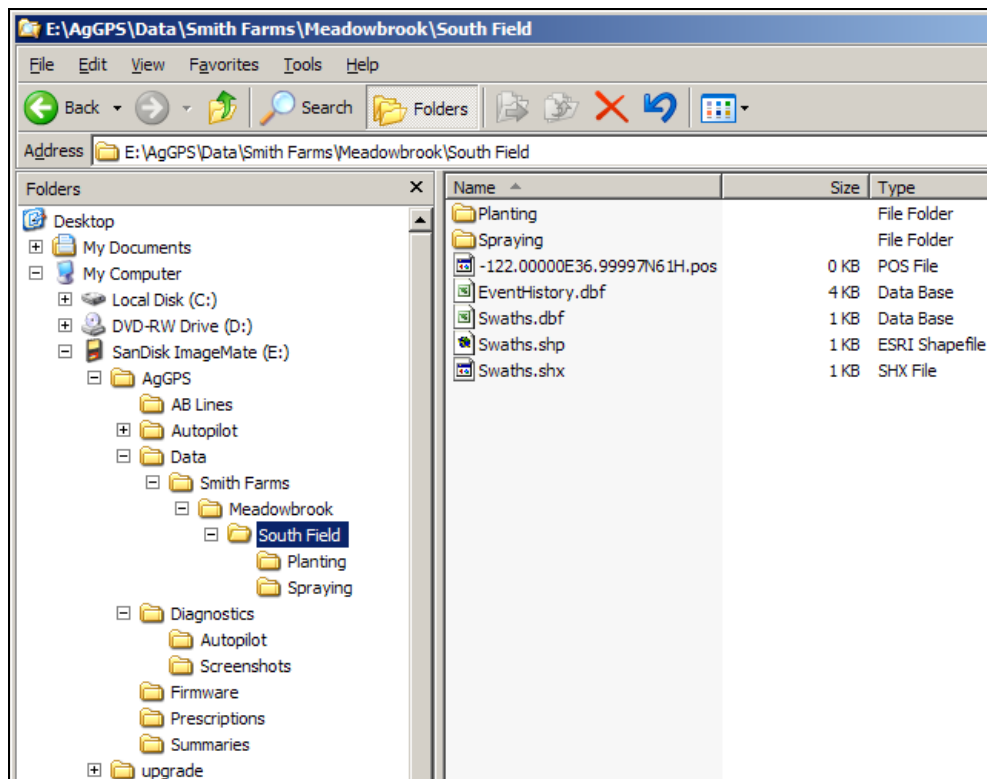 E:\AgGPS\Data\Smith Farms\Meadowbrook\South Field
File Edit View Favorites Tools Help
Back Search Folders
Address E:\AgGPS\Data\Smith Farms\Meadowbrook\South Field
Folders
Desktop
My Documents
My Computer
Local Disk (C:)
DVD-RW Drive (D:)
SanDisk ImageMate (E:)
AgGPS
AB Lines
Autopilot
Data
Smith Farms
Meadowbrook
South Field
Planting
Spraying
Diagnostics
Autopilot
Screenshots
Firmware
Prescriptions
Summaries
upgrade
Name Size Type
Planting File Folder
Spraying File Folder
-122.00000E36.99997N61H.pos 0 KB POS File
EventHistory.dbf 4 KB Data Base
Swaths.dbf 1 KB Data Base
Swaths.shp 1 KB ESRI Shapefile
Swaths.shx 1 KB SHX File